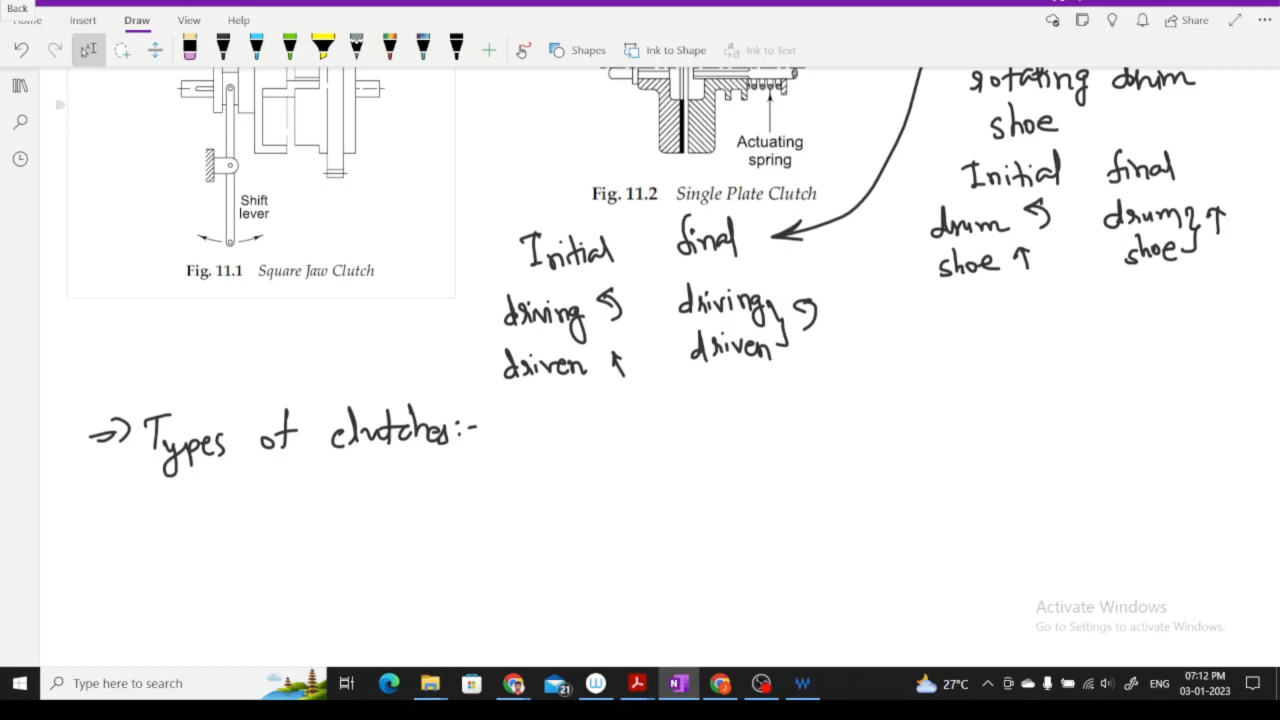 Back
Home Insert Draw View Help
Share
Shapes Ink to Shape Ink to Text
rotating drum
shoe
Actuating
spring
Fig. 11.2 Single Plate Clutch
Initial final
drum drum
shoe shoe
Shift
lever
Fig. 11.1 Square Jaw Clutch
Initial final
driving driving
driven driven
⇒ Types of clutches:-
Activate Windows
Go to Settings to activate Windows.
Type here to search
21
27°C
ENG
07:12 PM
03-01-2023